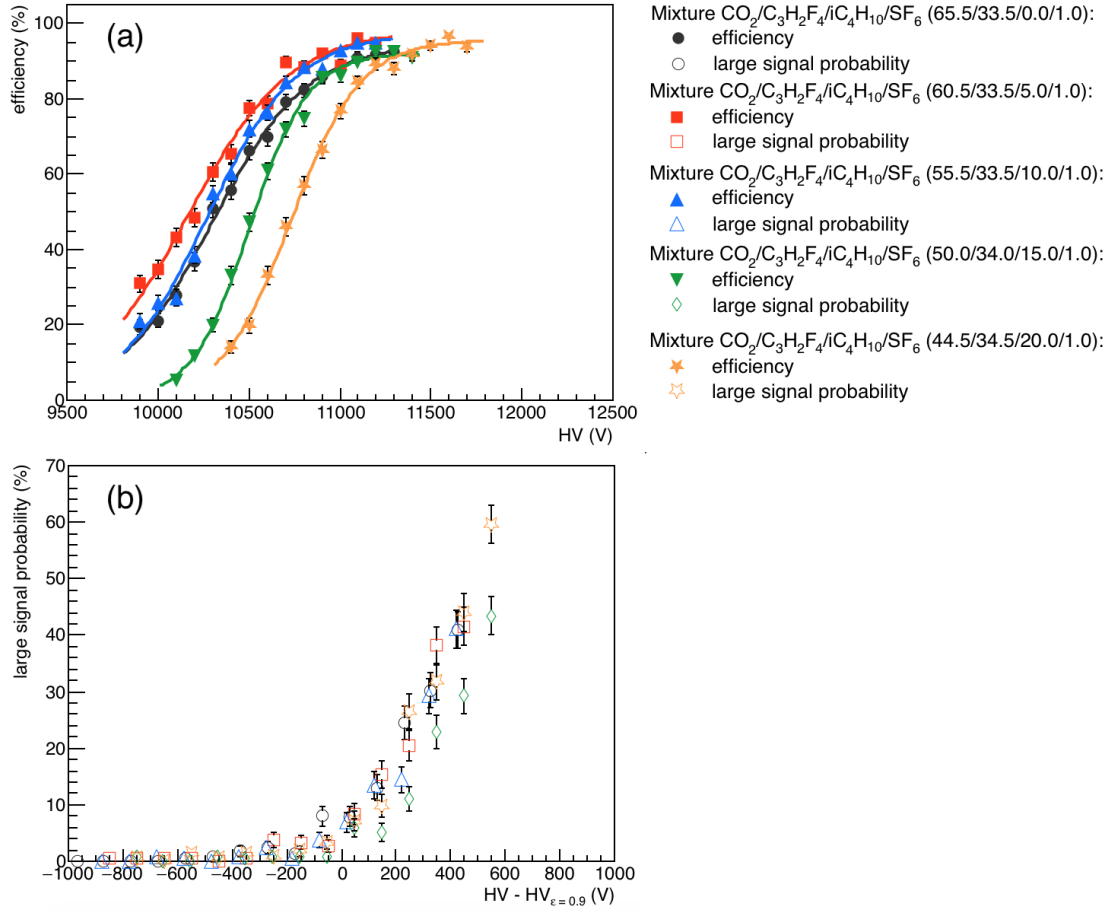 (a)
efficiency (%)
100
80
60
40
20
0
9500 10000 10500 11000 11500 12000 12500
HV (V)
Mixture CO2/C3H2F4/iC4H10/SF6 (65.5/33.5/0.0/1.0):
efficiency
large signal probability
Mixture CO2/C3H2F4/iC4H10/SF6 (60.5/33.5/5.0/1.0):
efficiency
large signal probability
Mixture CO2/C3H2F4/iC4H10/SF6 (55.5/33.5/10.0/1.0):
efficiency
large signal probability
Mixture CO2/C3H2F4/iC4H10/SF6 (50.0/34.0/15.0/1.0):
efficiency
large signal probability
Mixture CO2/C3H2F4/iC4H10/SF6 (44.5/34.5/20.0/1.0):
efficiency
large signal probability
(b)
large signal probability (%)
70
60
50
40
30
20
10
0
−1000 −800 −600 −400 −200 0 200 400 600 800 1000
HV - HVε = 0.9 (V)